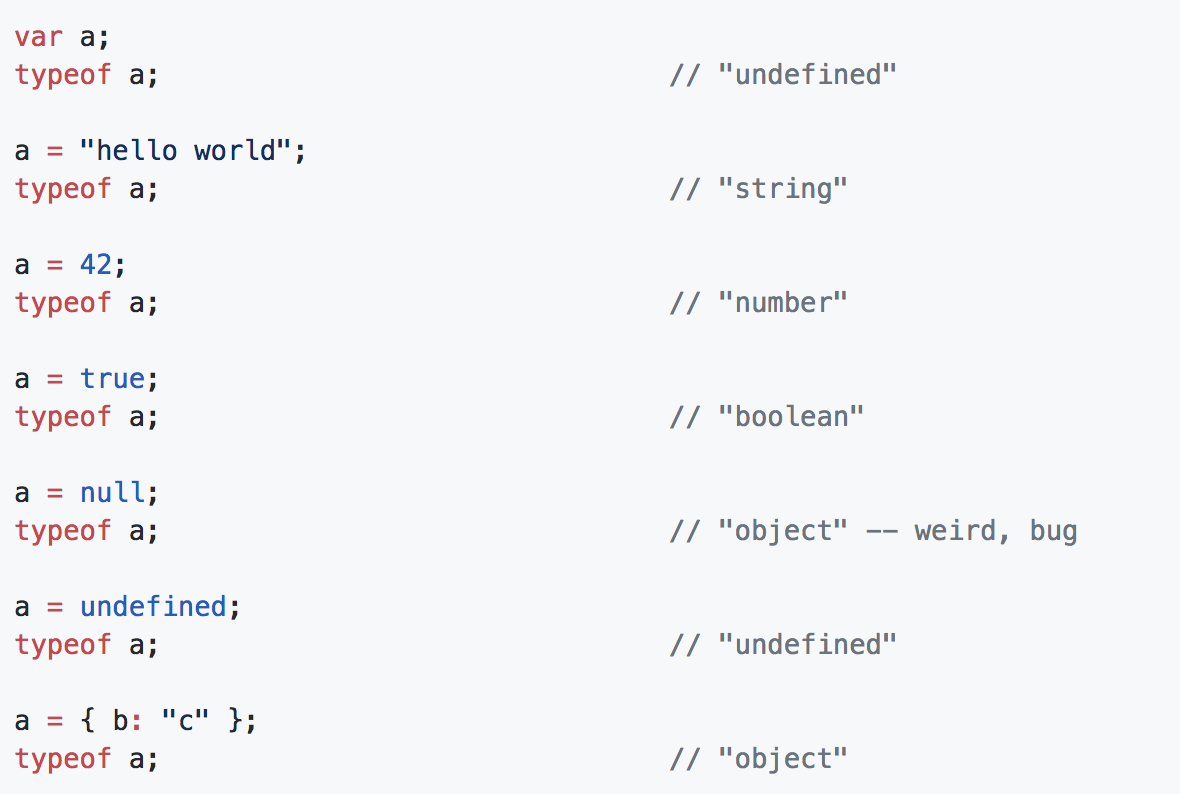 var a;
typeof a; // "undefined"
a = "hello world";
typeof a; // "string"
a = 42;
typeof a; // "number"
a = true;
typeof a; // "boolean"
a = null;
typeof a; // "object" -- weird, bug
a = undefined;
typeof a; // "undefined"
a = { b: "c" };
typeof a; // "object"